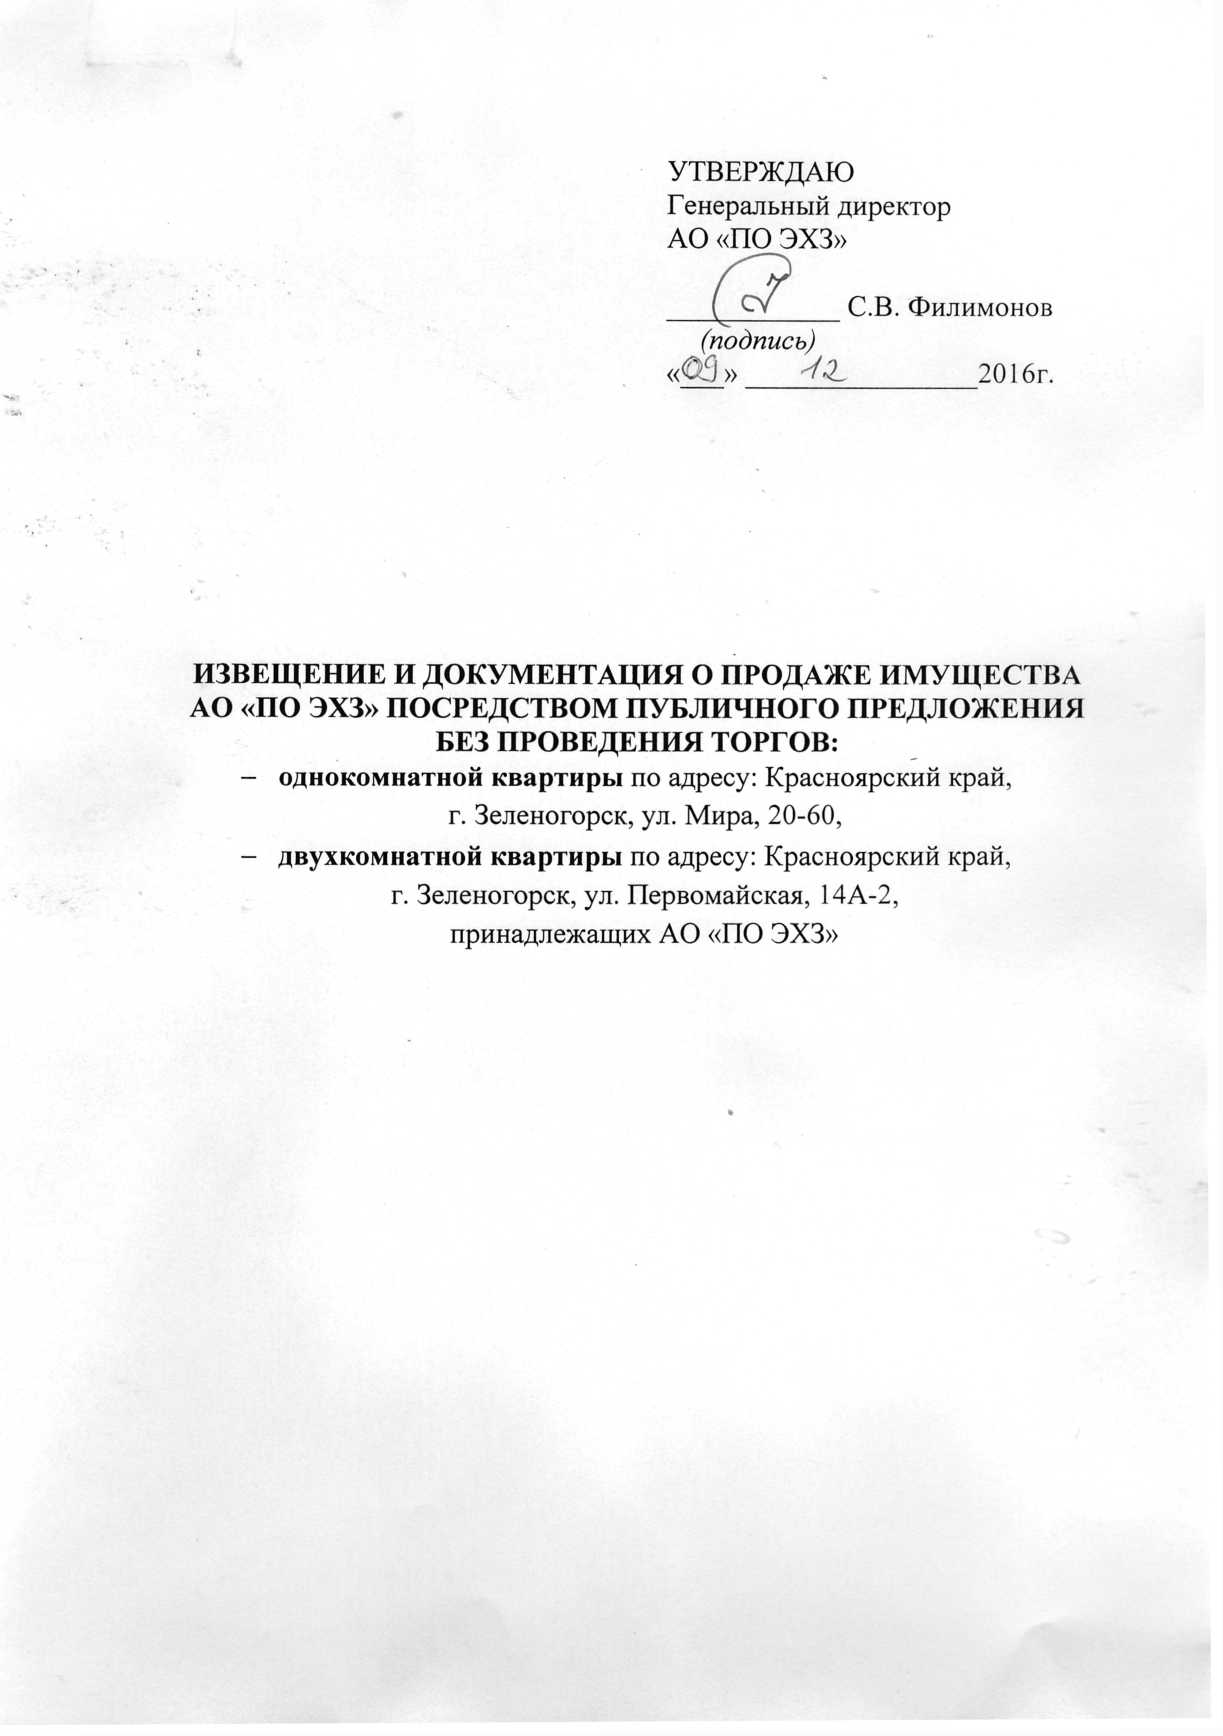 УТВЕРЖДАЮ
Генеральный директор
АО «ПО ЭХЗ»
С.В. Филимонов
(подпись)
«09» 12 2016г.
ИЗВЕЩЕНИЕ И ДОКУМЕНТАЦИЯ О ПРОДАЖЕ ИМУЩЕСТВА
АО «ПО ЭХЗ» ПОСРЕДСТВОМ ПУБЛИЧНОГО ПРЕДЛОЖЕНИЯ
БЕЗ ПРОВЕДЕНИЯ ТОРГОВ:
– однокомнатной квартиры по адресу: Красноярский край,
г. Зеленогорск, ул. Мира, 20-60,
– двухкомнатной квартиры по адресу: Красноярский край,
г. Зеленогорск, ул. Первомайская, 14А-2,
принадлежащих АО «ПО ЭХЗ»